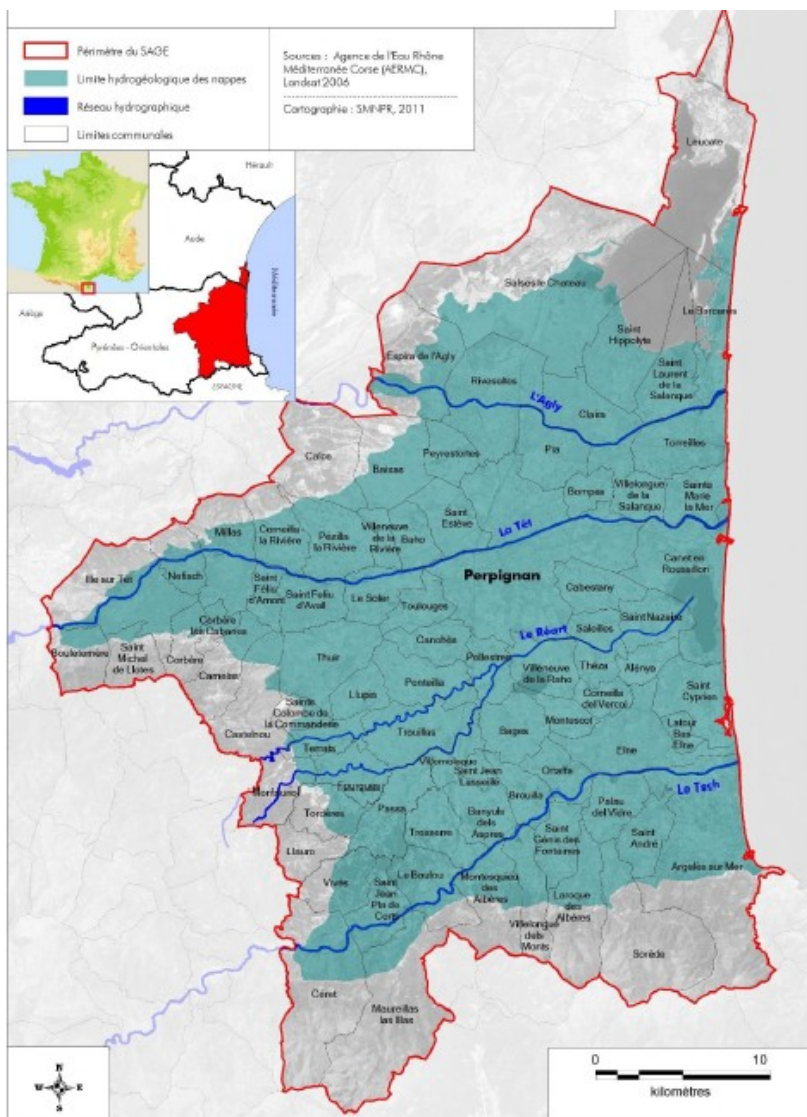 Périmètre du SAGE
Limite hydrogéologique des nappes
Réseau hydrographique
Limites communales
Sources : Agence de l'Eau Rhône
Méditerranée Corse (AERMC),
Landsat 2006
Cartographie : SMNPR, 2011
Hérault
Aude
Méditerranée
Ariège
Pyrénées - Orientales
ESPAGNE
Leucate
Salses le Chateau
Le Barcarès
Saint
Hippolyte
Espira de l'Agly
Rivesaltes
Saint
Laurent
de la
Salanque
L'Agly
Claira
Torreilles
Calce
Baixas
Peyrestortes
Pia
Bompas
Villelongue
de la
Salanque
Sainte
Marie
la Mer
Saint
Estève
Millas
Corneilla
la Rivière
Pézilla
la Rivière
Villeneuve
de la
Rivière
Baho
La Têt
Canet en
Roussillon
Ille sur Têt
Néfiach
Perpignan
Saint
Féliu
d'Amont
Saint Feliu
d'Avall
Le Soler
Toulouges
Cabestany
Saint Nazaire
Corbère
les Cabanes
Le Réart
Saleilles
Bouleternère
Saint
Michel
de Llotes
Corbère
Camelas
Thuir
Canohès
Pollestres
Villeneuve
de la Raho
Théza
Alénya
Llupia
Ponteilla
Corneilla
del Vercol
Saint
Cyprien
Sainte
Colombe de
la Commanderie
Castelnou
Terrats
Trouillas
Bages
Montescot
Latour
Bas
Elne
Elne
Villemolaque
Saint Jean
Lasseille
Ortaffa
Le Tech
Montauriol
Fourques
Passa
Brouilla
Banyuls
dels
Aspres
Palau
del Vidre
Tordères
Tresserre
Saint
Génis des
Fontaines
Saint
André
Llauro
Vivès
Le Boulou
Saint
Jean
Pla de
Corts
Montesquieu
des
Albères
Argelès sur Mer
Laroque
des
Albères
Villelongue
dels
Monts
Sorède
Céret
Maureillas
las Illas
N
W E
S
0 10
kilomètres